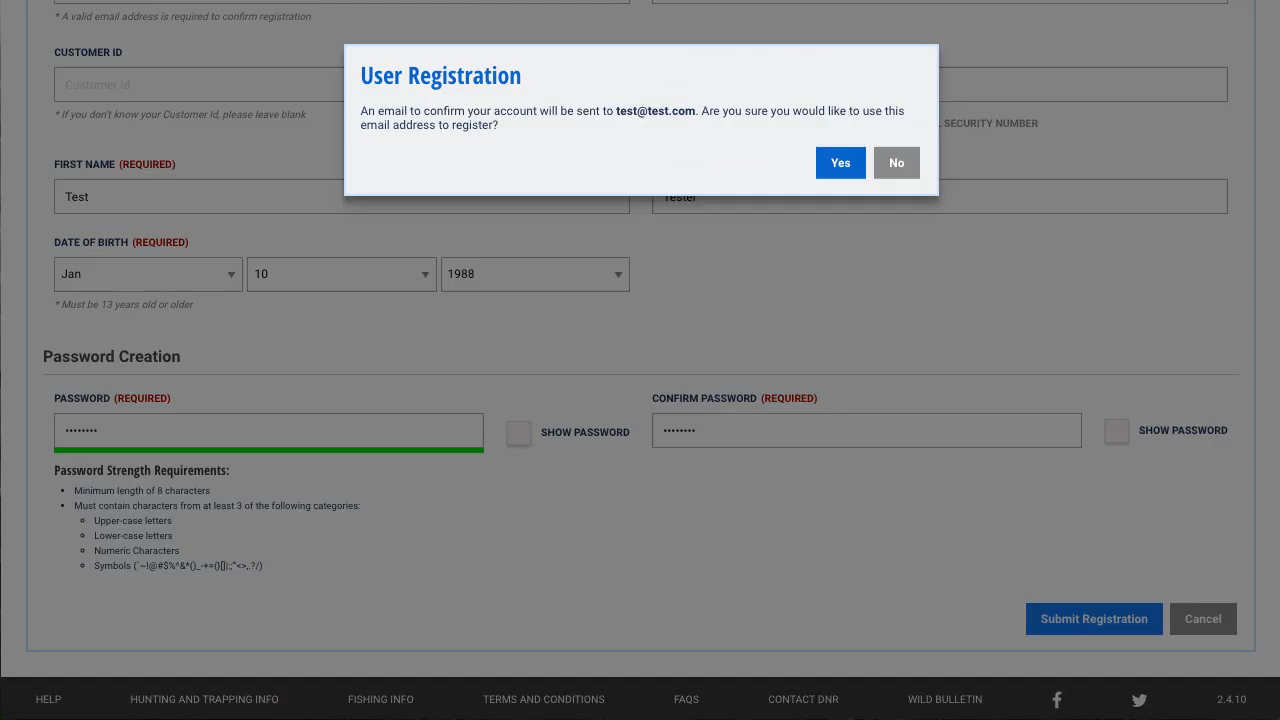 * A valid email address is required to confirm registration
CUSTOMER ID
Customer Id
* If you don't know your Customer Id, please leave blank
SECURITY NUMBER
User Registration
An email to confirm your account will be sent to test@test.com. Are you sure you would like to use this
email address to register?
Yes
No
FIRST NAME (REQUIRED)
Test
Tester
DATE OF BIRTH (REQUIRED)
Jan
10
1988
* Must be 13 years old or older
Password Creation
PASSWORD (REQUIRED)
••••••••
SHOW PASSWORD
CONFIRM PASSWORD (REQUIRED)
••••••••
SHOW PASSWORD
Password Strength Requirements:
• Minimum length of 8 characters
• Must contain characters from at least 3 of the following categories:
Upper-case letters
Lower-case letters
Numeric Characters
Symbols (`~!@#$%^&*()_-+={}[]|:;"'<>,.?/)
Submit Registration
Cancel
HELP
HUNTING AND TRAPPING INFO
FISHING INFO
TERMS AND CONDITIONS
FAQS
CONTACT DNR
WILD BULLETIN
2.4.10